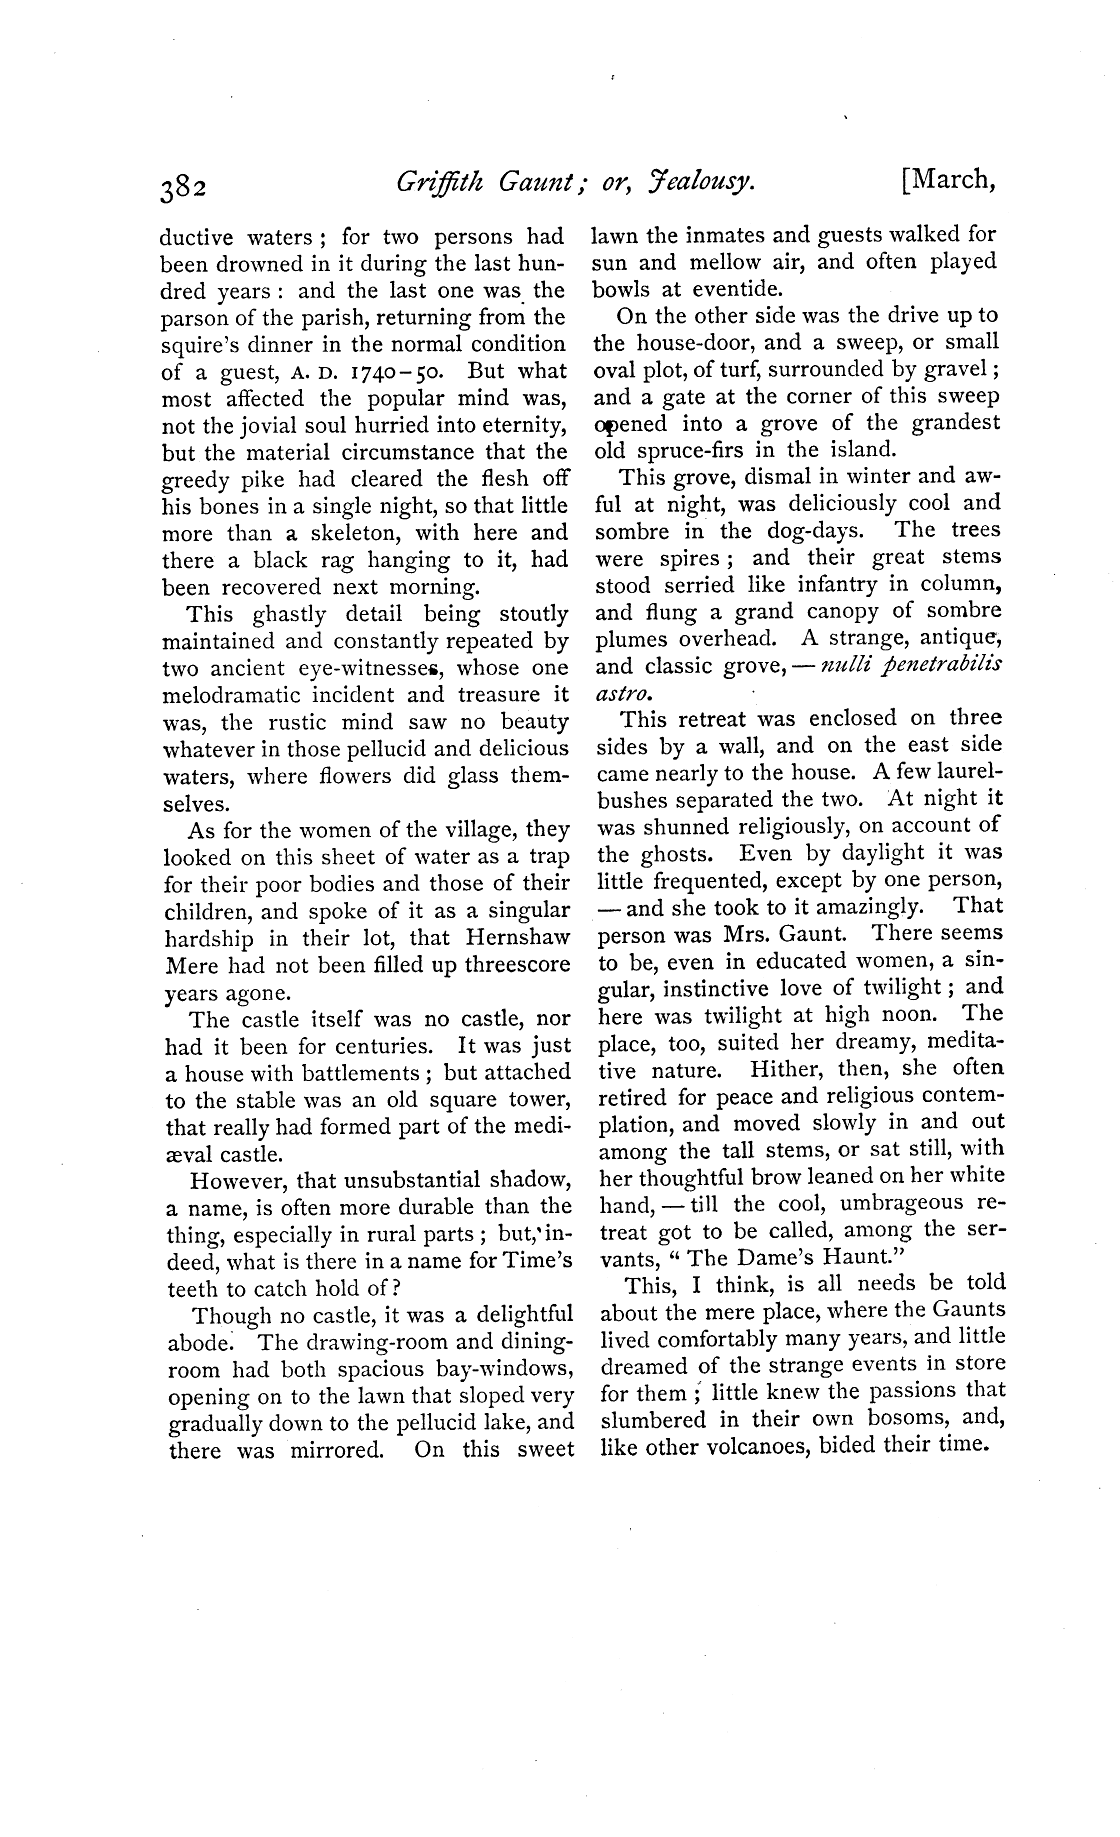 382 Griffith Gaunt; or, Jealousy. [March,
ductive waters ; for two persons had
been drowned in it during the last hun-
dred years : and the last one was the
parson of the parish, returning from the
squire's dinner in the normal condition
of a guest, A. D. 1740-50. But what
most affected the popular mind was,
not the jovial soul hurried into eternity,
but the material circumstance that the
greedy pike had cleared the flesh off
his bones in a single night, so that little
more than a skeleton, with here and
there a black rag hanging to it, had
been recovered next morning.
This ghastly detail being stoutly
maintained and constantly repeated by
two ancient eye-witnesses, whose one
melodramatic incident and treasure it
was, the rustic mind saw no beauty
whatever in those pellucid and delicious
waters, where flowers did glass them-
selves.
As for the women of the village, they
looked on this sheet of water as a trap
for their poor bodies and those of their
children, and spoke of it as a singular
hardship in their lot, that Hernshaw
Mere had not been filled up threescore
years agone.
The castle itself was no castle, nor
had it been for centuries. It was just
a house with battlements ; but attached
to the stable was an old square tower,
that really had formed part of the medi-
æval castle.
However, that unsubstantial shadow,
a name, is often more durable than the
thing, especially in rural parts ; but, in-
deed, what is there in a name for Time's
teeth to catch hold of ?
Though no castle, it was a delightful
abode. The drawing-room and dining-
room had both spacious bay-windows,
opening on to the lawn that sloped very
gradually down to the pellucid lake, and
there was mirrored. On this sweet
lawn the inmates and guests walked for
sun and mellow air, and often played
bowls at eventide.
On the other side was the drive up to
the house-door, and a sweep, or small
oval plot, of turf, surrounded by gravel ;
and a gate at the corner of this sweep
opened into a grove of the grandest
old spruce-firs in the island.
This grove, dismal in winter and aw-
ful at night, was deliciously cool and
sombre in the dog-days. The trees
were spires ; and their great stems
stood serried like infantry in column,
and flung a grand canopy of sombre
plumes overhead. A strange, antique,
and classic grove, — nulli penetrabilis
astro.
This retreat was enclosed on three
sides by a wall, and on the east side
came nearly to the house. A few laurel-
bushes separated the two. At night it
was shunned religiously, on account of
the ghosts. Even by daylight it was
little frequented, except by one person,
— and she took to it amazingly. That
person was Mrs. Gaunt. There seems
to be, even in educated women, a sin-
gular, instinctive love of twilight ; and
here was twilight at high noon. The
place, too, suited her dreamy, medita-
tive nature. Hither, then, she often
retired for peace and religious contem-
plation, and moved slowly in and out
among the tall stems, or sat still, with
her thoughtful brow leaned on her white
hand, — till the cool, umbrageous re-
treat got to be called, among the ser-
vants, “ The Dame's Haunt.”
This, I think, is all needs be told
about the mere place, where the Gaunts
lived comfortably many years, and little
dreamed of the strange events in store
for them ; little knew the passions that
slumbered in their own bosoms, and,
like other volcanoes, bided their time.